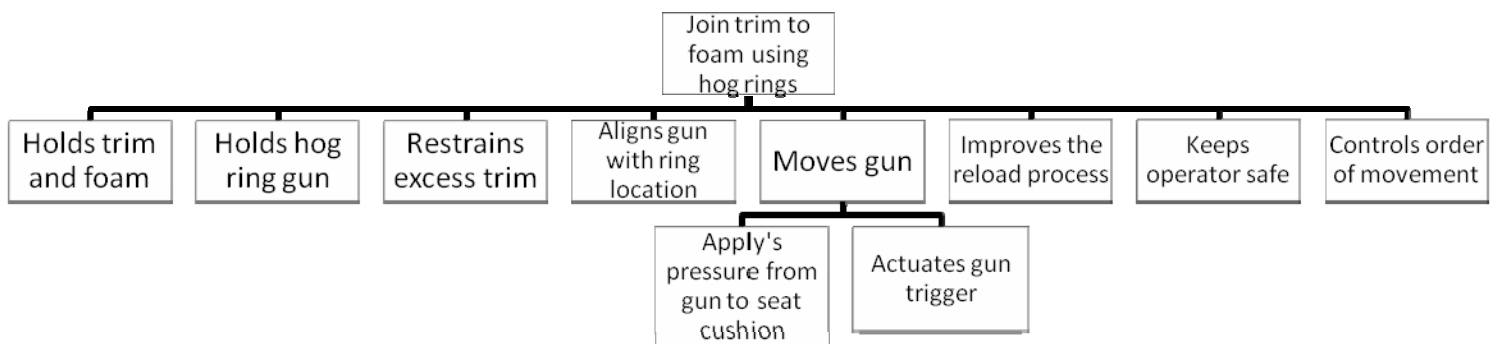 Join trim to
foam using
hog rings
Holds trim
and foam
Holds hog
ring gun
Restrains
excess trim
Aligns gun
with ring
location
Moves gun
Improves the
reload process
Keeps
operator safe
Controls order
of movement
Apply's
pressure from
gun to seat
cushion
Actuates gun
trigger